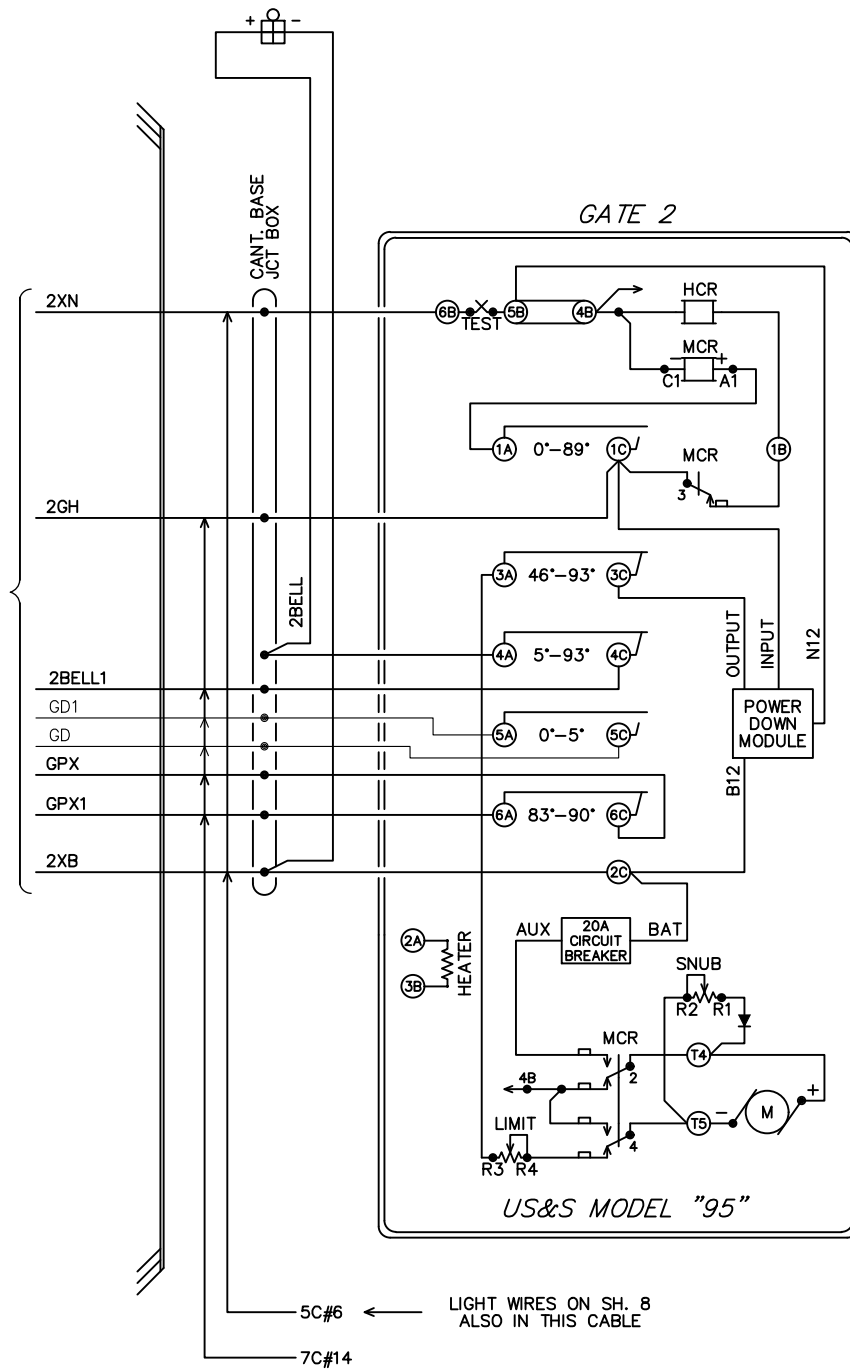 + -
CANT. BASE
JCT BOX
GATE 2
2XN
6B
TEST
5B
4B
HCR
MCR
- +
C1 A1
1A 0°-89° 1C
MCR
3
1B
2GH
2BELL
3A 46°-93° 3C
OUTPUT
INPUT
N12
4A 5°-93° 4C
2BELL1
GD1
GD
5A 0°-5° 5C
POWER
DOWN
MODULE
GPX
GPX1
6A 83°-90° 6C
B12
2XB
2C
AUX
20A
CIRCUIT
BREAKER
BAT
2A
3B
HEATER
SNUB
R2 R1
MCR
2
T4
4B
+
M
-
T5
4
LIMIT
R3 R4
US&S MODEL "95"
5C#6
LIGHT WIRES ON SH. 8
ALSO IN THIS CABLE
7C#14